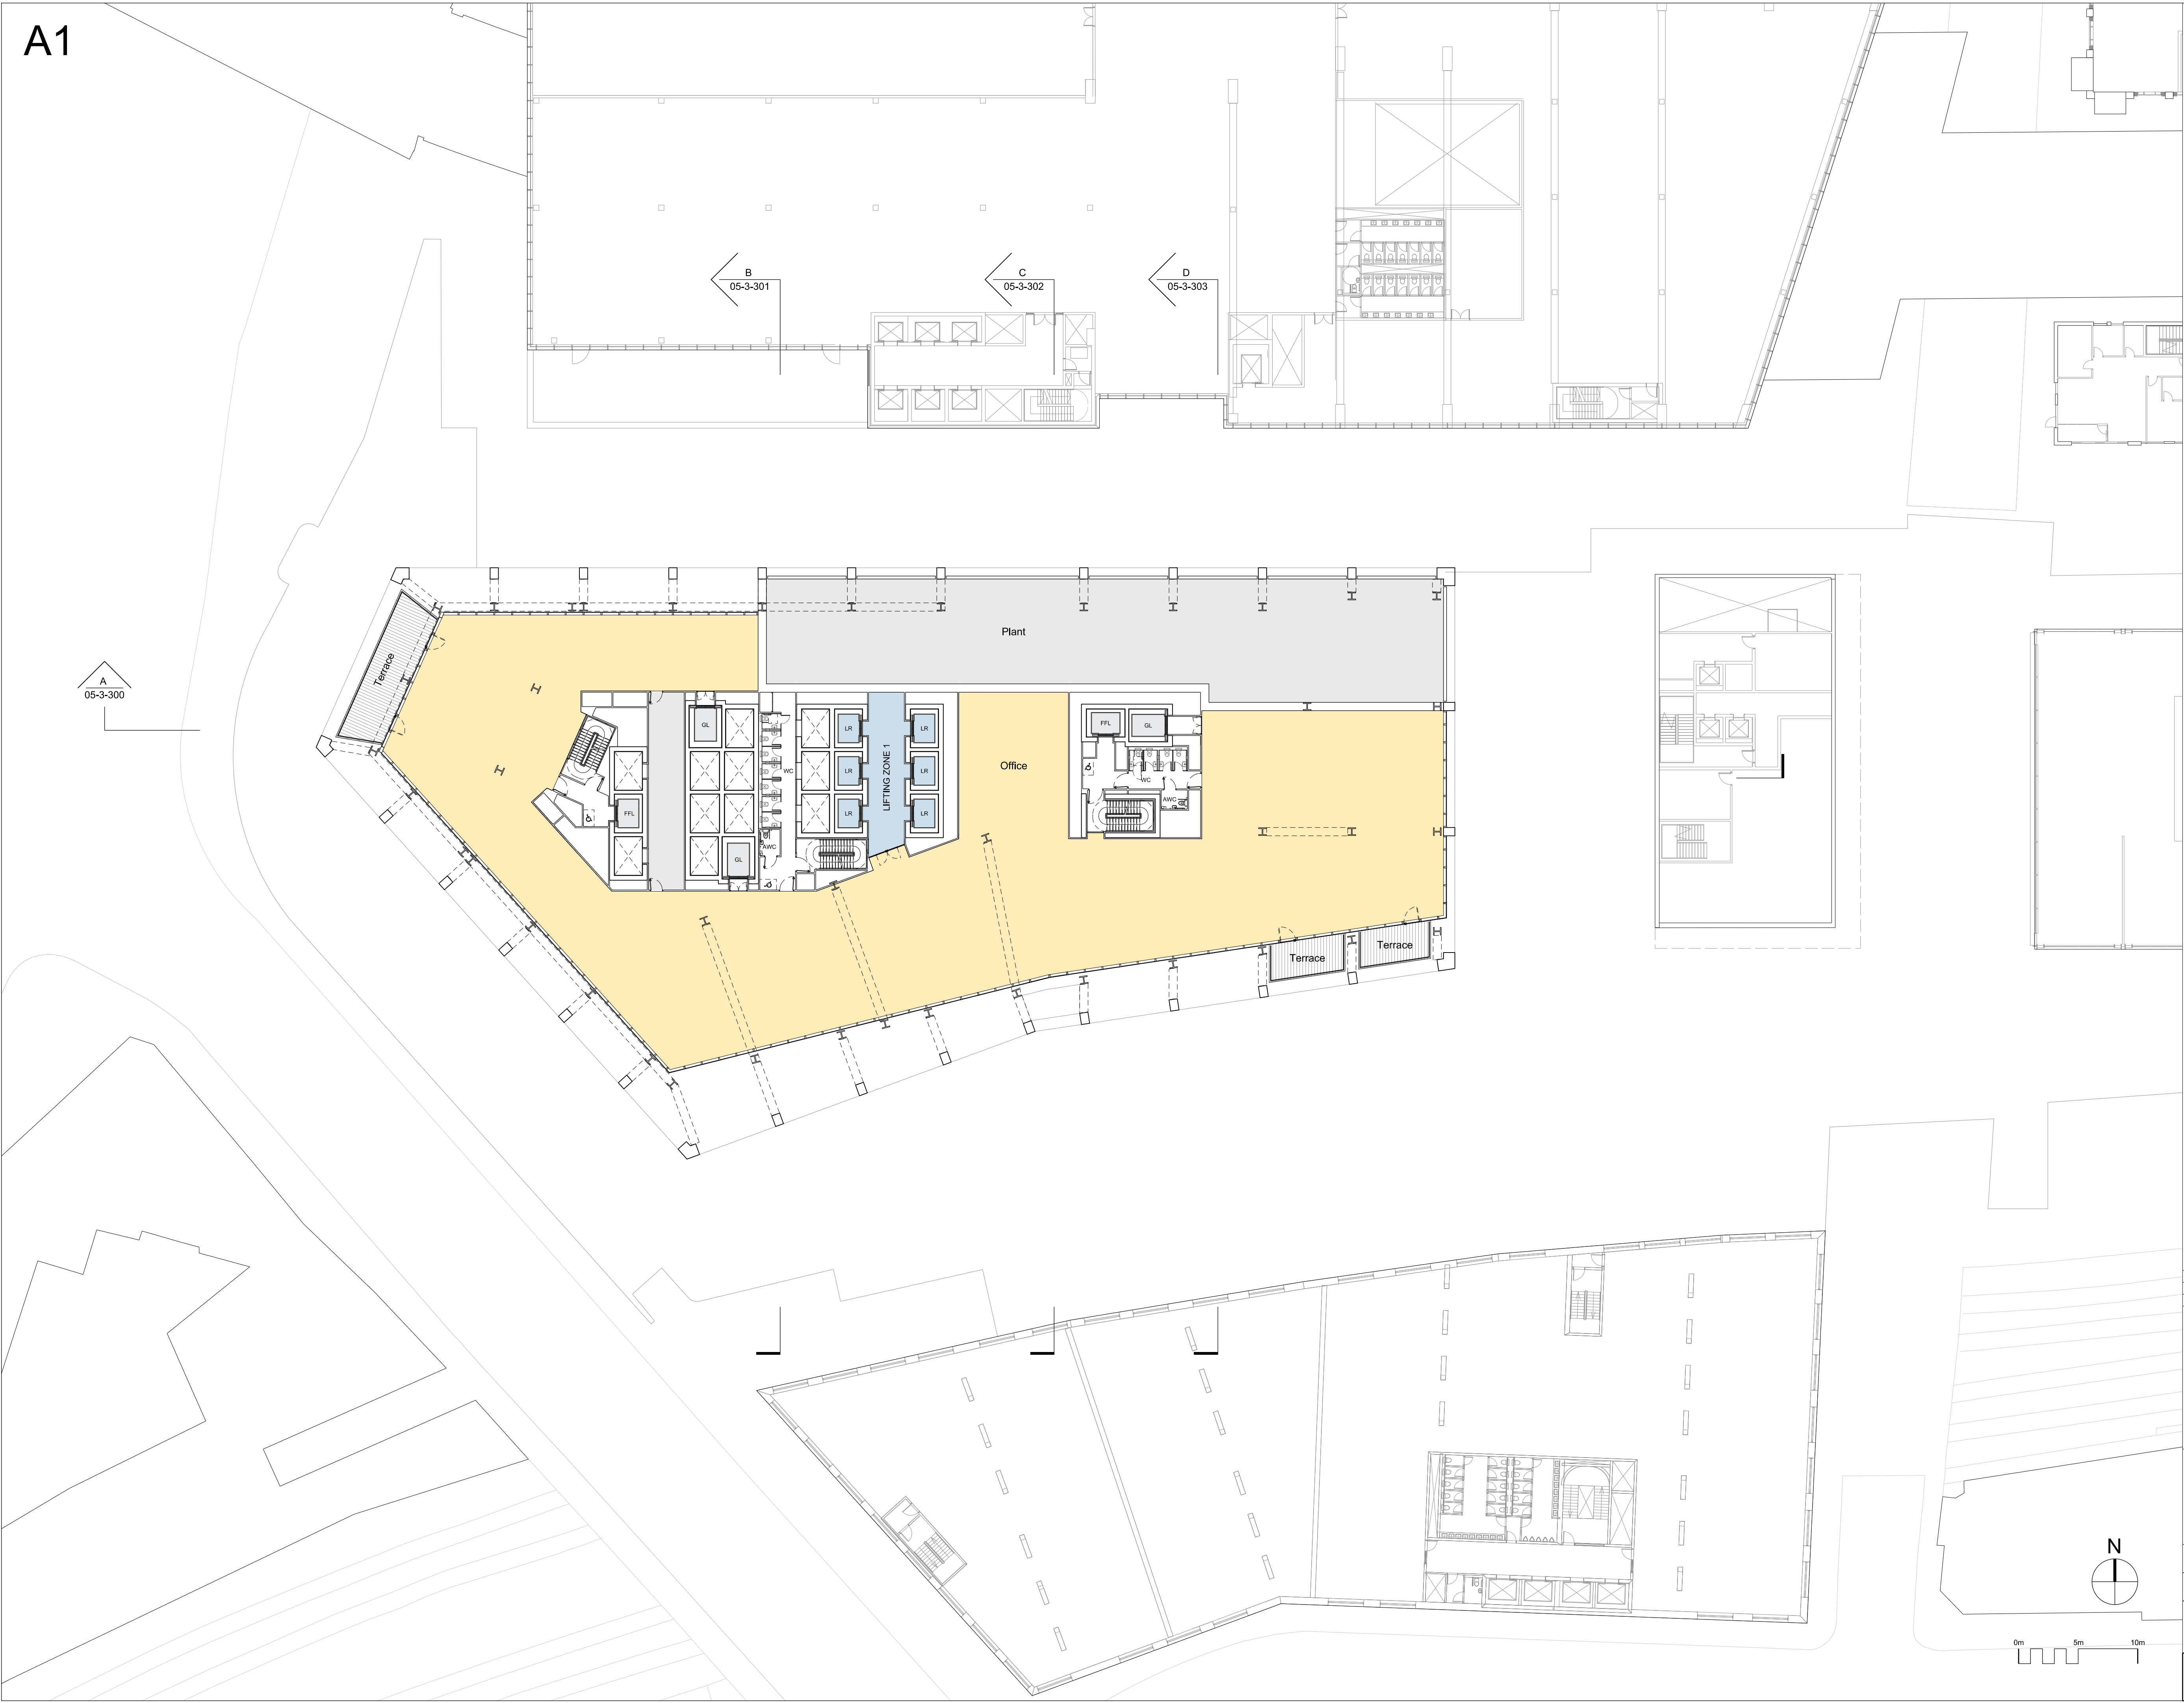 A1
B
05-3-301
C
05-3-302
D
05-3-303
A
05-3-300
Terrace
Plant
Office
LIFTING ZONE 1
GL
FFL
GL
WC
AWC
LR
LR
LR
LR
LR
LR
FFL
GL
WC
AWC
Terrace
Terrace
N
0m
5m
10m